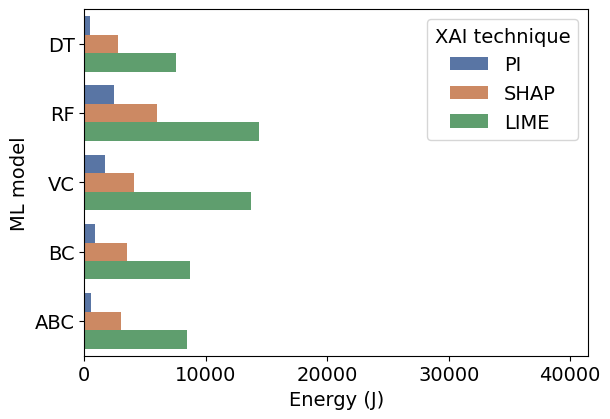 XAI technique
PI
SHAP
LIME
ML model
DT
RF
VC
BC
ABC
0 10000 20000 30000 40000
Energy (J)